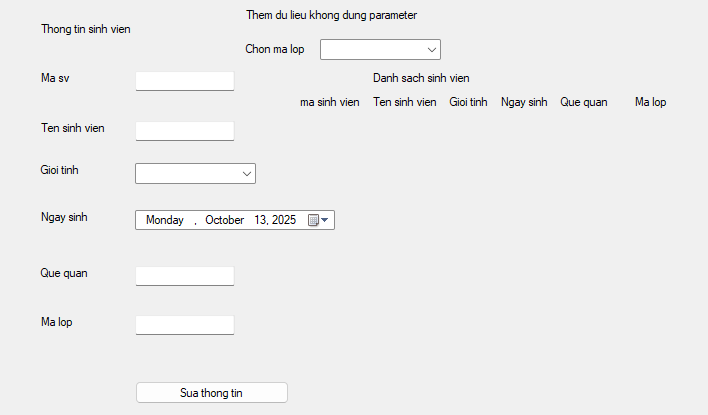 Them du lieu khong dung parameter
Thong tin sinh vien
Chon ma lop
Ma sv
Danh sach sinh vien
ma sinh vien Ten sinh vien Gioi tinh Ngay sinh Que quan Ma lop
Ten sinh vien
Gioi tinh
Ngay sinh Monday , October 13, 2025
Que quan
Ma lop
Sua thong tin